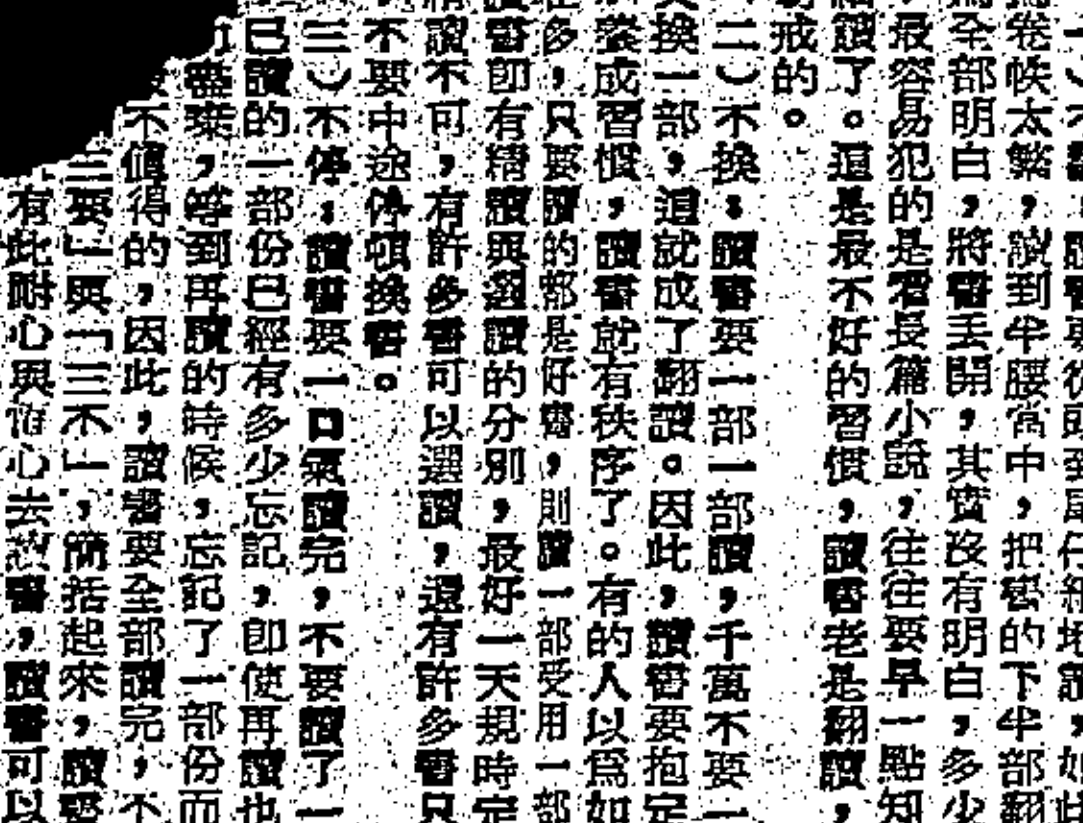 讀書要從頭到尾仔細地讀,如此
卷帙太繁,說到半腰當中,把書的下半部翻
全部明白,將書丟開,其實沒有明白,多少
最容易犯的是看長篇小說,往往要早一點知
讀了。這是最不好的習慣,讀書老是翻讀,
戒的。
二)不換:讀書要一部一部讀,千萬不要一
換一部,這就成了翻讀。因此,讀書要抱定
養成習慣,讀書就有秩序了。有的人以為如
多,只要讀的都是好書,則讀一部受用一部
書即有精讀與選讀的分別,最好一天規時定
讀不可,有許多書可以選讀,還有許多書只
不要中途停頓換書。
三)不停:讀書要一口氣讀完,不要讀了一
已讀的一部份已經有多少忘記,即使再讀也
盡棄,等到再讀的時候,忘記了一部份而
不值得的,因此,讀書要全部讀完,不
三要「與「三不」,簡括起來,讀書
有此耐心與恆心去讀書,讀書可以